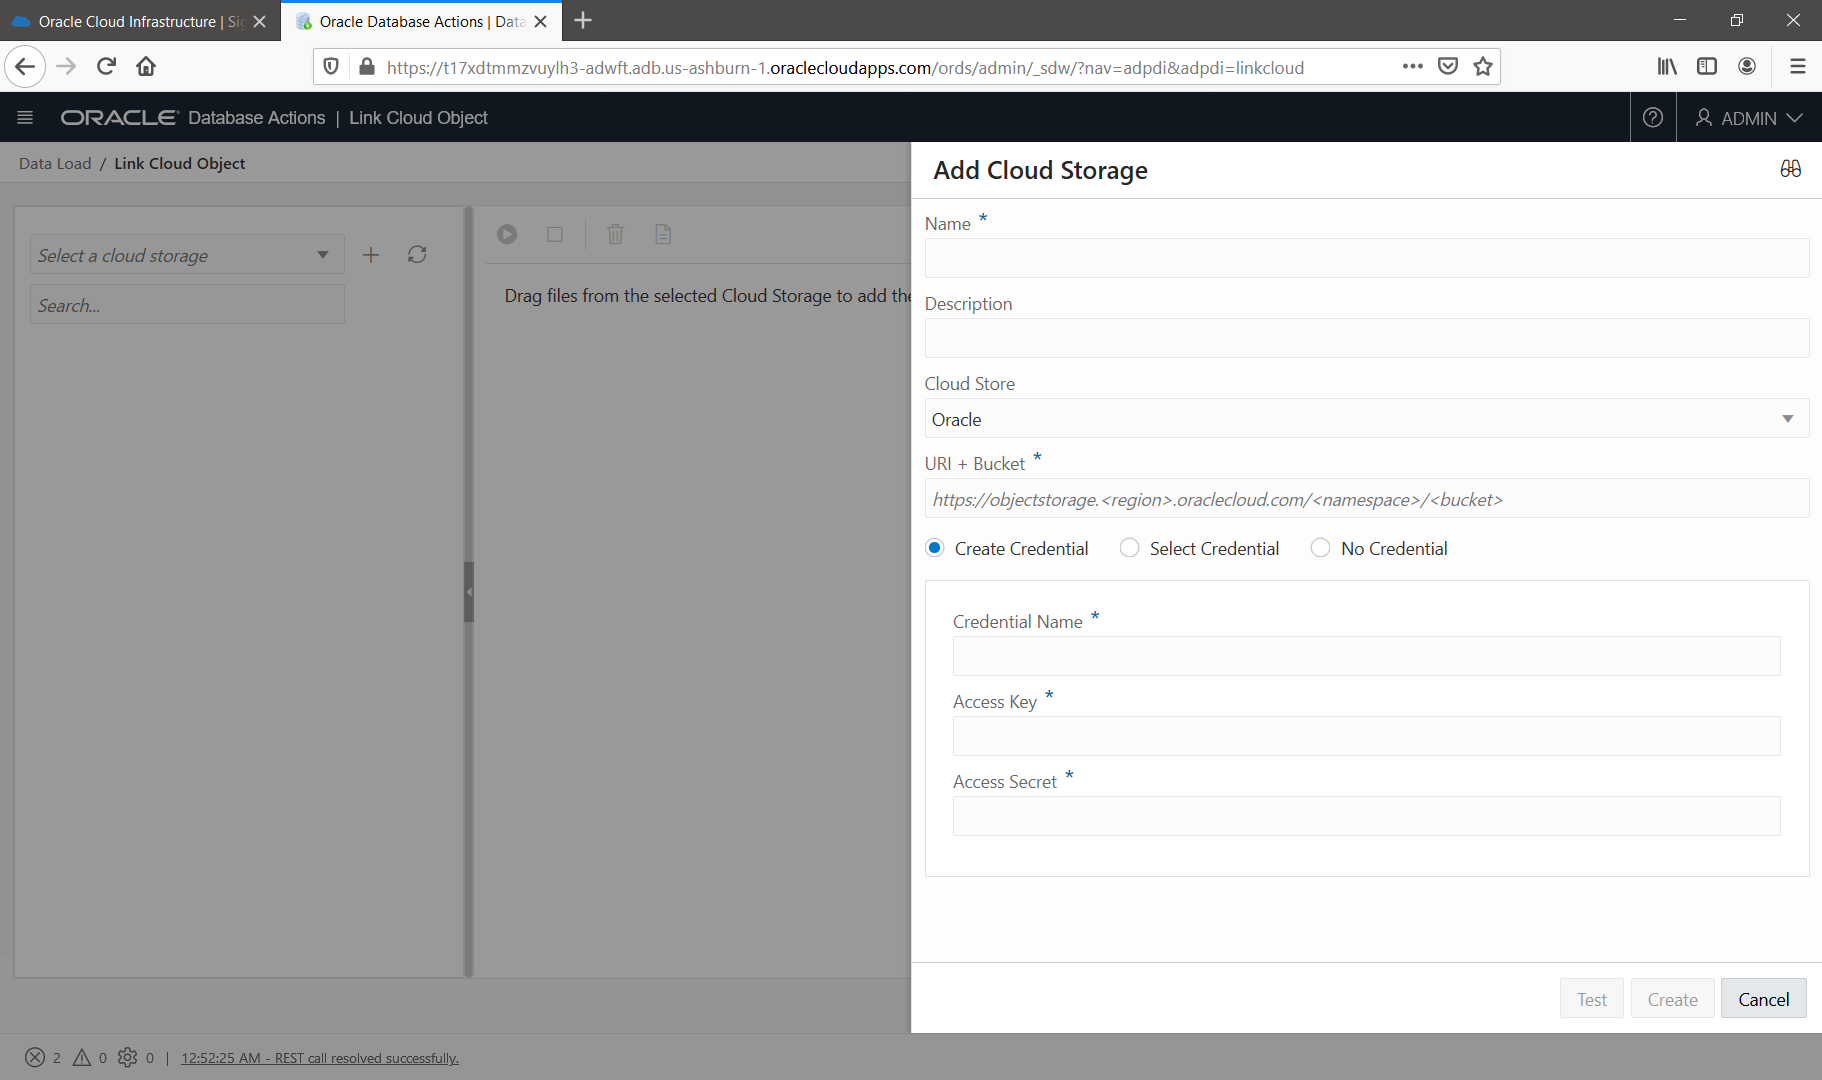 Oracle Cloud Infrastructure | Si
Oracle Database Actions | Data
https://t17xdtmmzvuylh3-adwft.adb.us-ashburn-1.oraclecloudapps.com/ords/admin/_sdw/?nav=adpdi&adpdi=linkcloud
ORACLE Database Actions | Link Cloud Object
ADMIN
Data Load / Link Cloud Object
Add Cloud Storage
Select a cloud storage
Search...
Drag files from the selected Cloud Storage to add the
Name *
Description
Cloud Store
Oracle
URI + Bucket *
https://objectstorage.<region>.oraclecloud.com/<namespace>/<bucket>
Create Credential Select Credential No Credential
Credential Name *
Access Key *
Access Secret *
Test Create Cancel
2 0 0 | 12:52:25 AM - REST call resolved successfully.